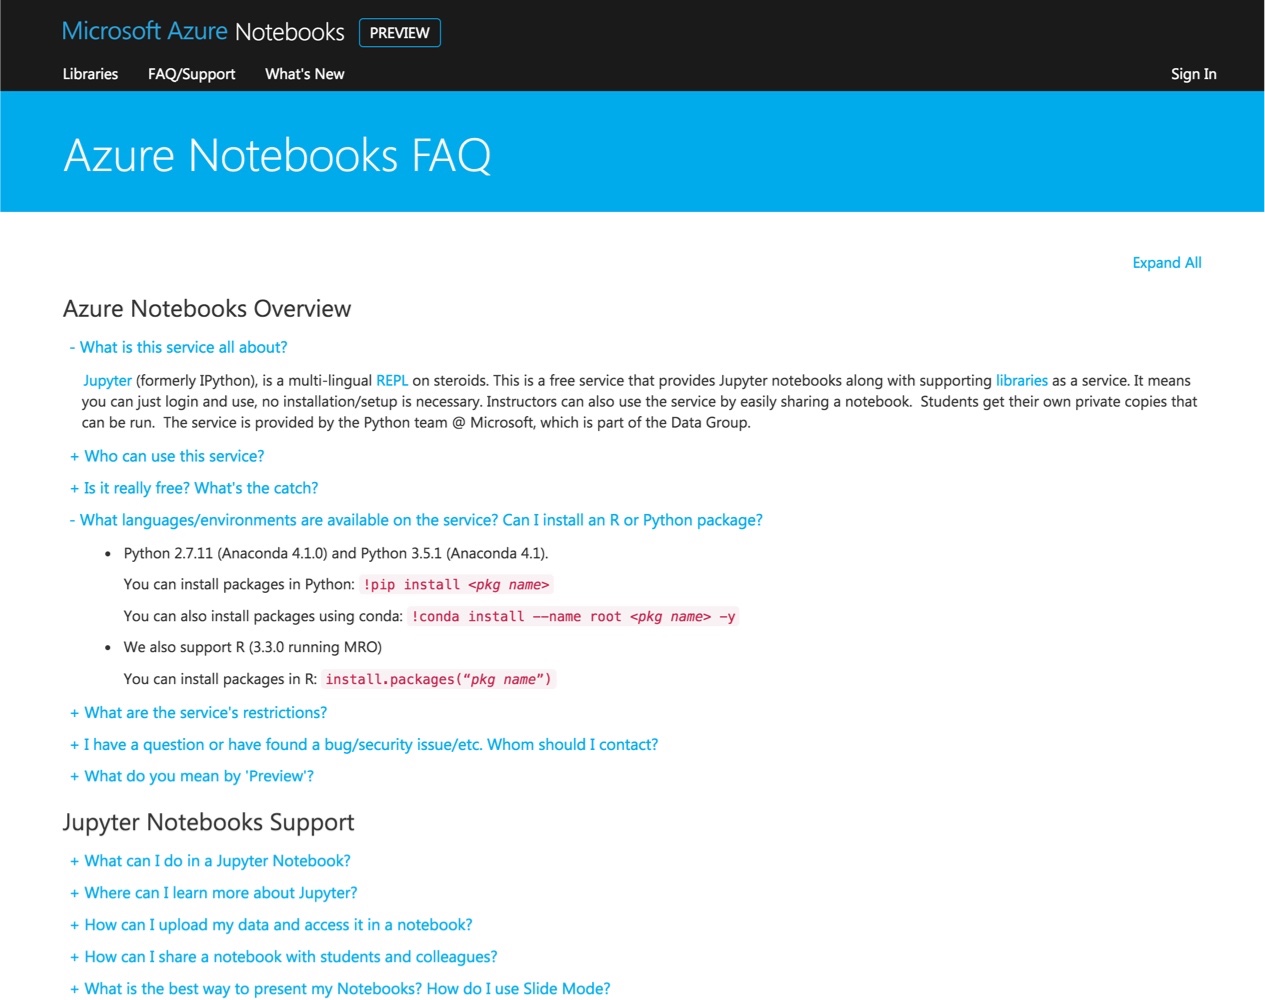 Microsoft Azure Notebooks PREVIEW
Libraries FAQ/Support What's New Sign In
Azure Notebooks FAQ
Expand All
Azure Notebooks Overview
- What is this service all about?
Jupyter (formerly IPython), is a multi-lingual REPL on steroids. This is a free service that provides Jupyter notebooks along with supporting libraries as a service. It means
you can just login and use, no installation/setup is necessary. Instructors can also use the service by easily sharing a notebook.  Students get their own private copies that
can be run.  The service is provided by the Python team @ Microsoft, which is part of the Data Group.
+ Who can use this service?
+ Is it really free? What's the catch?
- What languages/environments are available on the service? Can I install an R or Python package?
• Python 2.7.11 (Anaconda 4.1.0) and Python 3.5.1 (Anaconda 4.1).
You can install packages in Python: !pip install <pkg name>
You can also install packages using conda: !conda install --name root <pkg name> -y
• We also support R (3.3.0 running MRO)
You can install packages in R: install.packages(“pkg name”)
+ What are the service's restrictions?
+ I have a question or have found a bug/security issue/etc. Whom should I contact?
+ What do you mean by 'Preview'?
Jupyter Notebooks Support
+ What can I do in a Jupyter Notebook?
+ Where can I learn more about Jupyter?
+ How can I upload my data and access it in a notebook?
+ How can I share a notebook with students and colleagues?
+ What is the best way to present my Notebooks? How do I use Slide Mode?